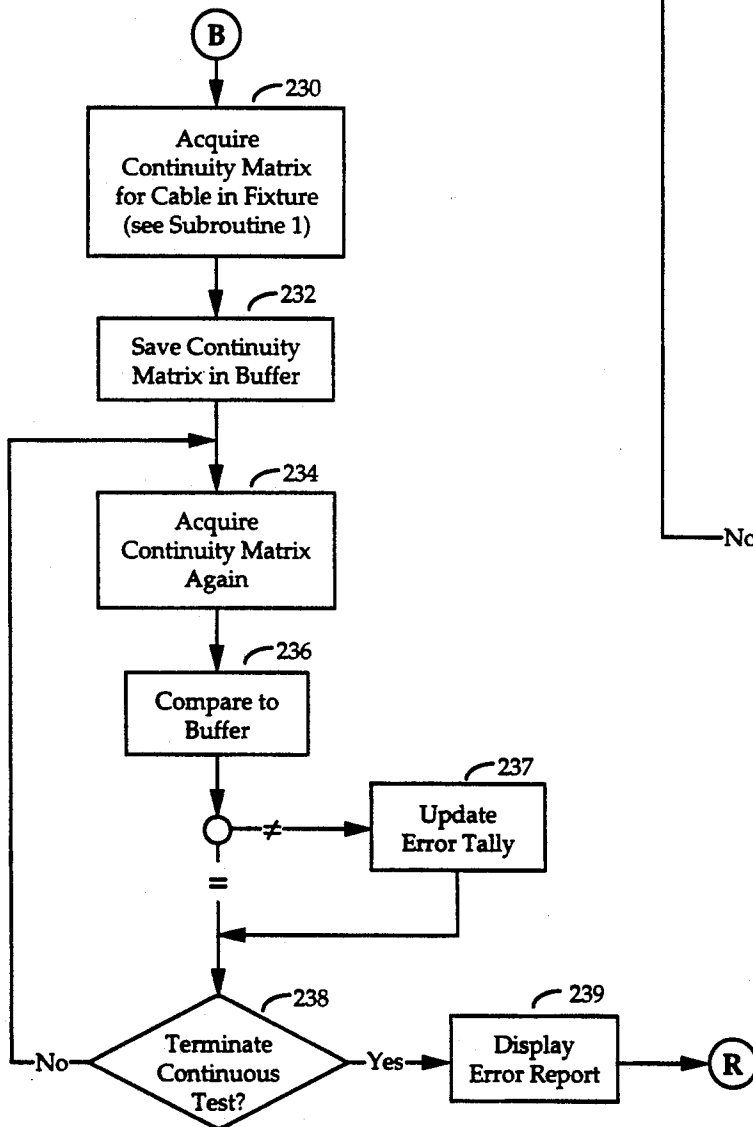 B
230
Acquire
Continuity Matrix
for Cable in Fixture
(see Subroutine 1)
232
Save Continuity
Matrix in Buffer
234
Acquire
Continuity Matrix
Again
No
236
Compare to
Buffer
237
≠
Update
Error Tally
=
238
239
No
Terminate
Continuous
Test?
Yes
Display
Error Report
R